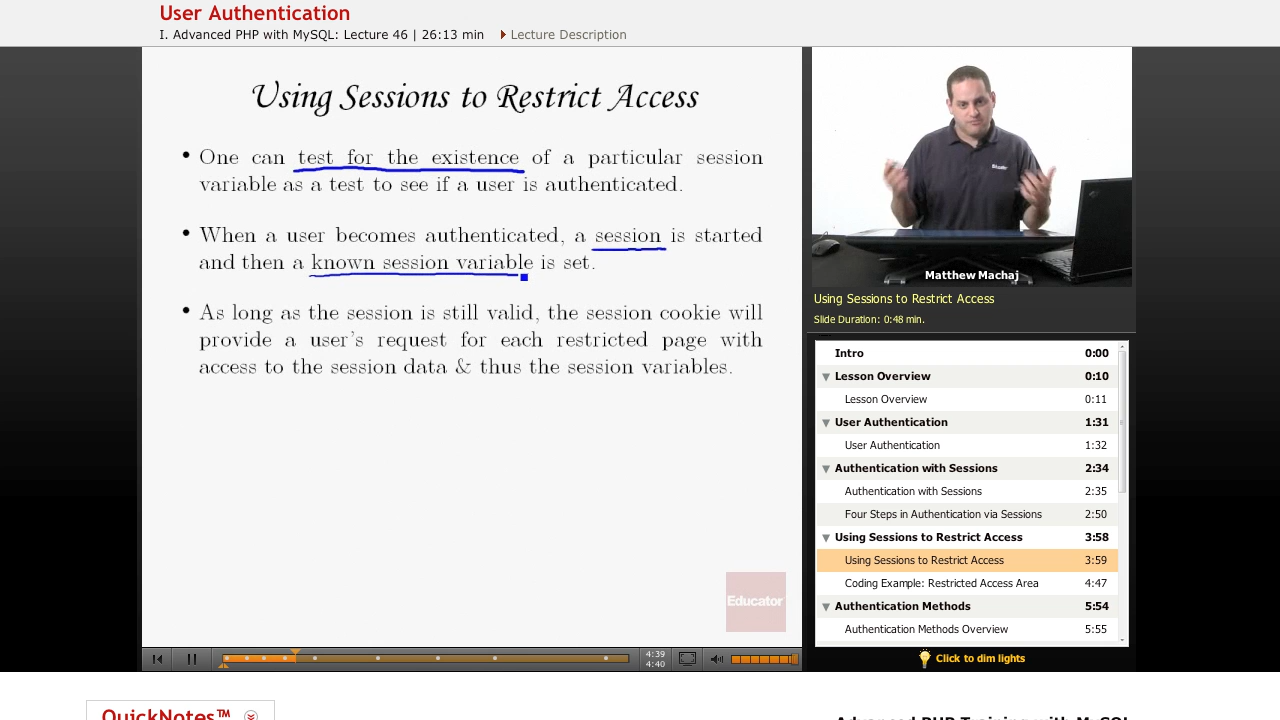 User Authentication
I. Advanced PHP with MySQL: Lecture 46 | 26:13 min Lecture Description
Using Sessions to Restrict Access
• One can test for the existence of a particular session
variable as a test to see if a user is authenticated.
• When a user becomes authenticated, a session is started
and then a known session variable is set.
• As long as the session is still valid, the session cookie will
provide a user's request for each restricted page with
access to the session data & thus the session variables.
Educator
4:39
4:40
Matthew Machaj
Using Sessions to Restrict Access
Slide Duration: 0:48 min.
Intro 0:00
Lesson Overview 0:10
Lesson Overview 0:11
User Authentication 1:31
User Authentication 1:32
Authentication with Sessions 2:34
Authentication with Sessions 2:35
Four Steps in Authentication via Sessions 2:50
Using Sessions to Restrict Access 3:58
Using Sessions to Restrict Access 3:59
Coding Example: Restricted Access Area 4:47
Authentication Methods 5:54
Authentication Methods Overview 5:55
Click to dim lights
QuickNotes™
Advanced PHP Training with MySQL